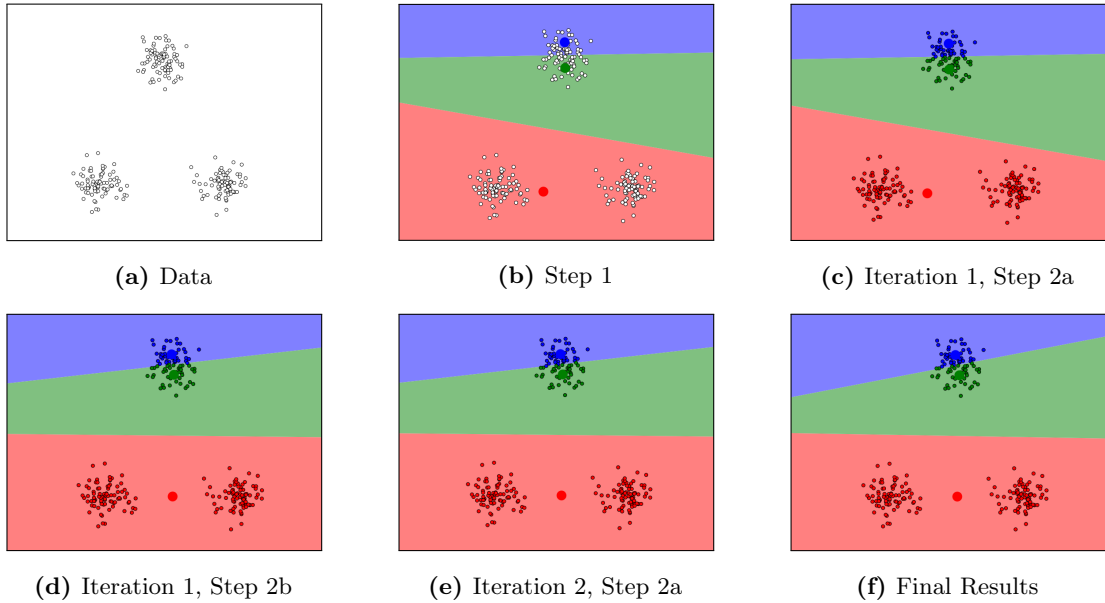 (a) Data
(b) Step 1
(c) Iteration 1, Step 2a
(d) Iteration 1, Step 2b
(e) Iteration 2, Step 2a
(f) Final Results